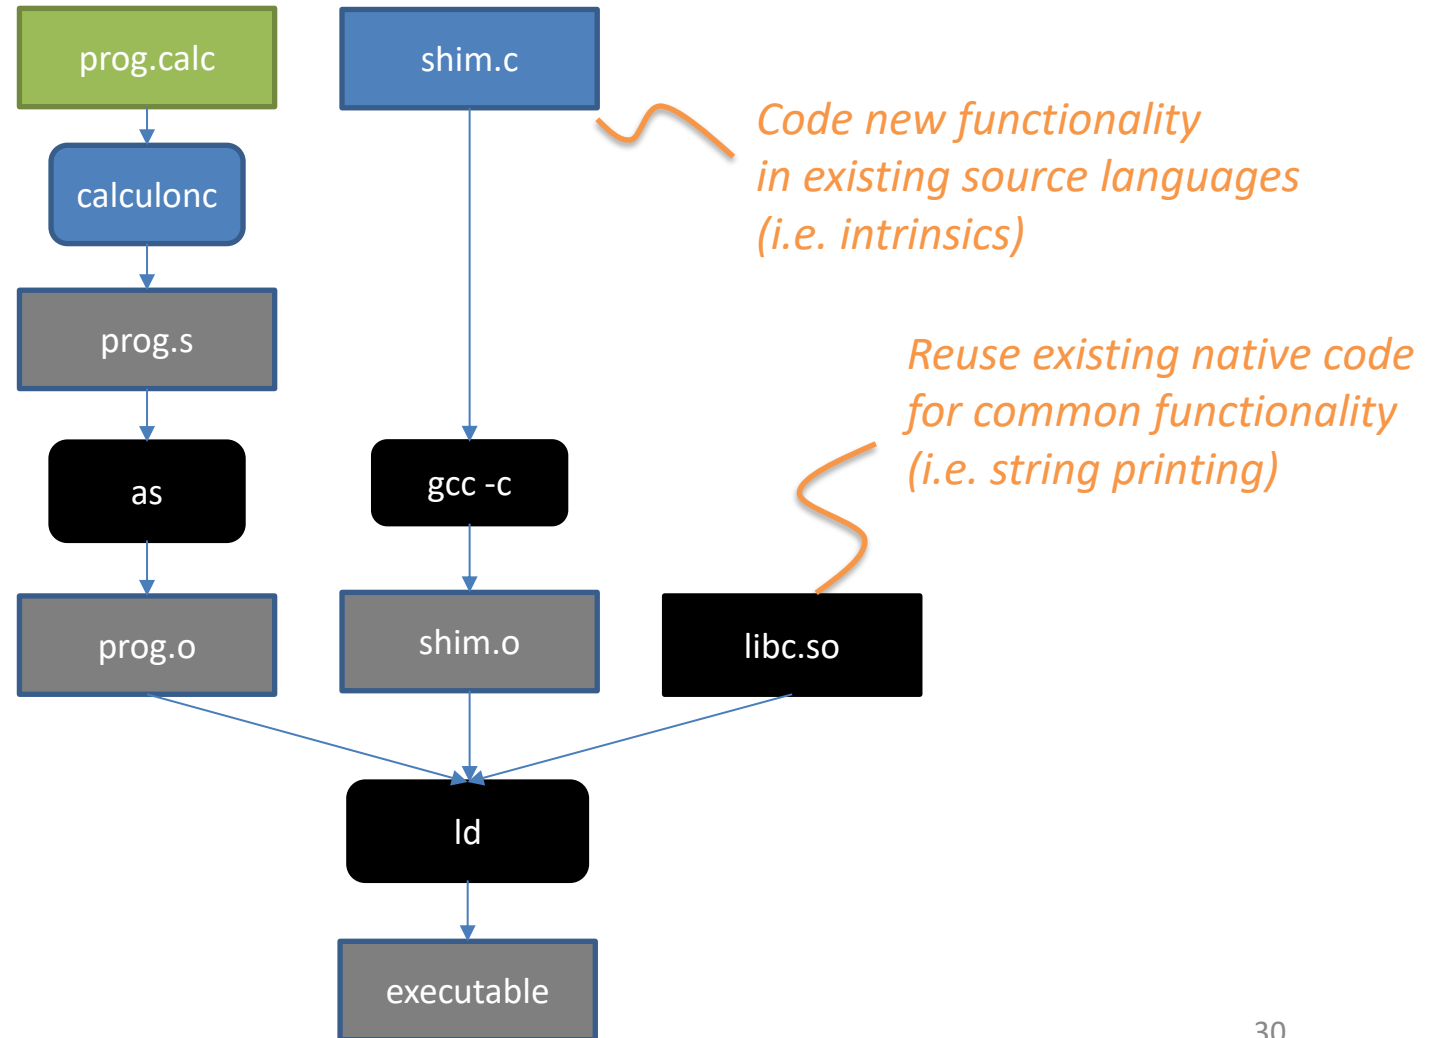 prog.calc
shim.c
Code new functionality
in existing source languages
(i.e. intrinsics)
calculonc
prog.s
Reuse existing native code
for common functionality
(i.e. string printing)
as
gcc -c
prog.o
shim.o
libc.so
ld
executable
30